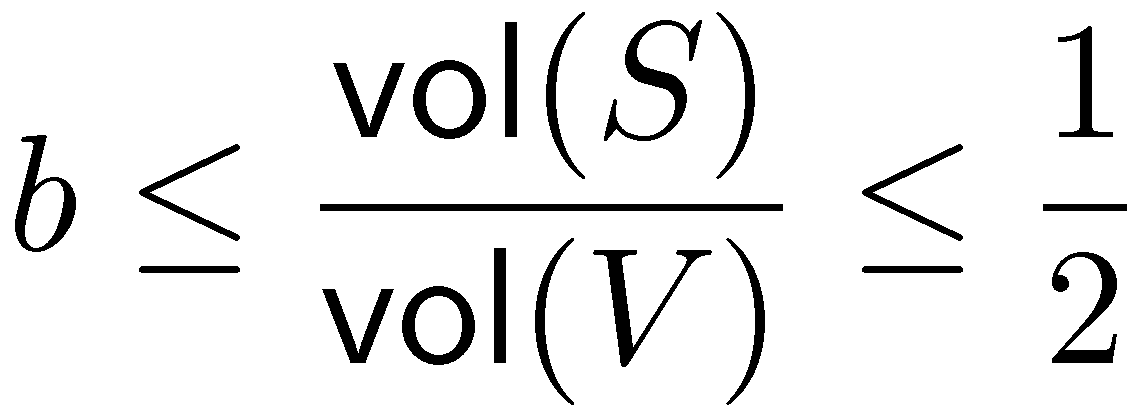 b ≤ vol(S)/vol(V) ≤ 1/2